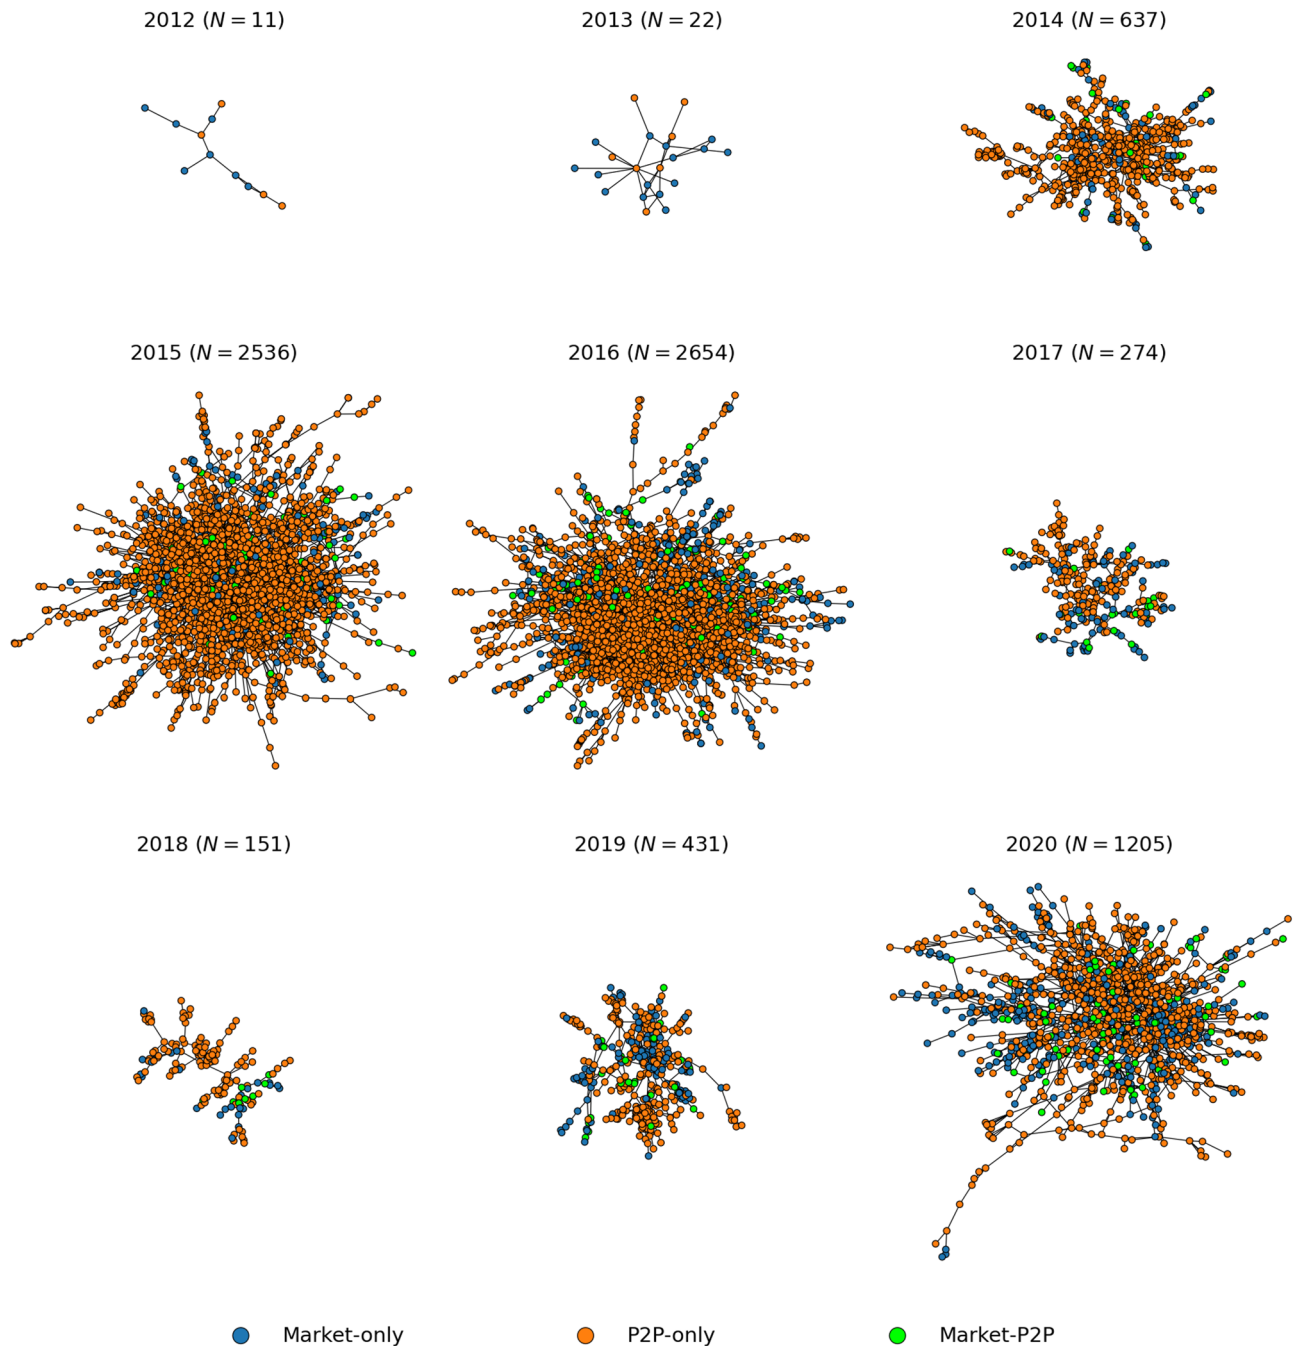 2012 (N = 11)
2013 (N = 22)
2014 (N = 637)
2015 (N = 2536)
2016 (N = 2654)
2017 (N = 274)
2018 (N = 151)
2019 (N = 431)
2020 (N = 1205)
Market-only
P2P-only
Market-P2P